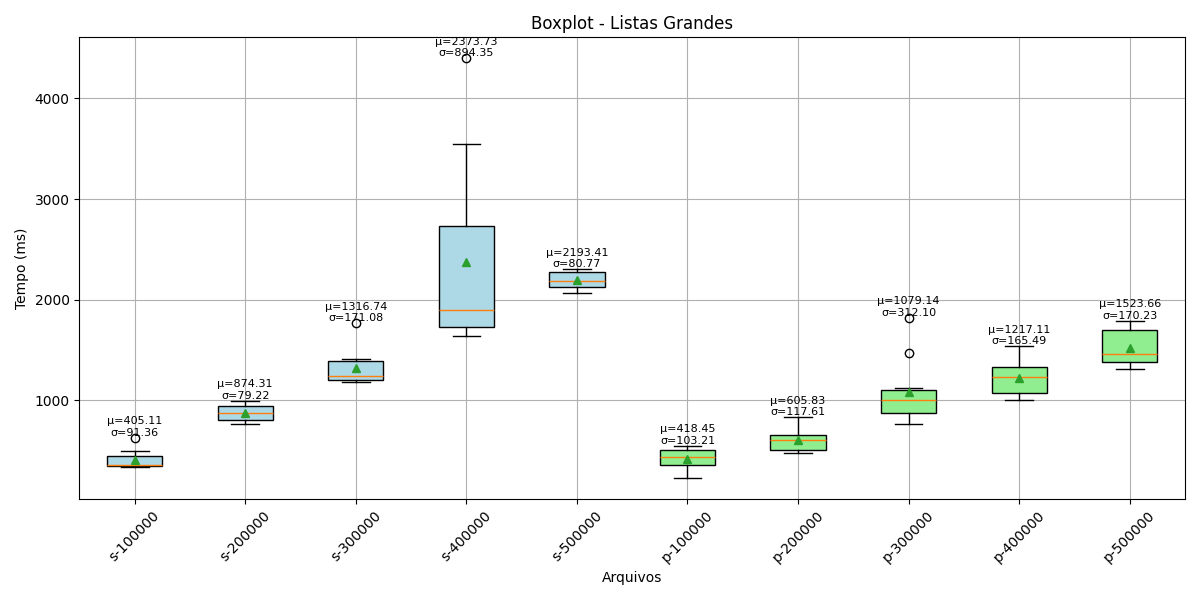 Boxplot - Listas Grandes
Tempo (ms)
4000
3000
2000
1000
μ=405.11
σ=91.36
μ=874.31
σ=79.22
μ=1316.74
σ=171.08
μ=2373.73
σ=894.35
μ=2193.41
σ=80.77
μ=418.45
σ=103.21
μ=605.83
σ=117.61
μ=1079.14
σ=312.10
μ=1217.11
σ=165.49
μ=1523.66
σ=170.23
s-100000
s-200000
s-300000
s-400000
s-500000
p-100000
p-200000
p-300000
p-400000
p-500000
Arquivos